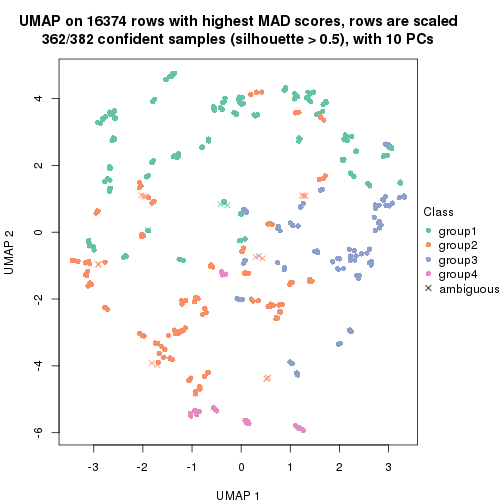 UMAP on 16374 rows with highest MAD scores, rows are scaled
362/382 confident samples (silhouette > 0.5), with 10 PCs
4
2
0
-2
-4
-6
UMAP 2
-3
-2
-1
0
1
2
3
UMAP 1
Class
group1
group2
group3
group4
ambiguous